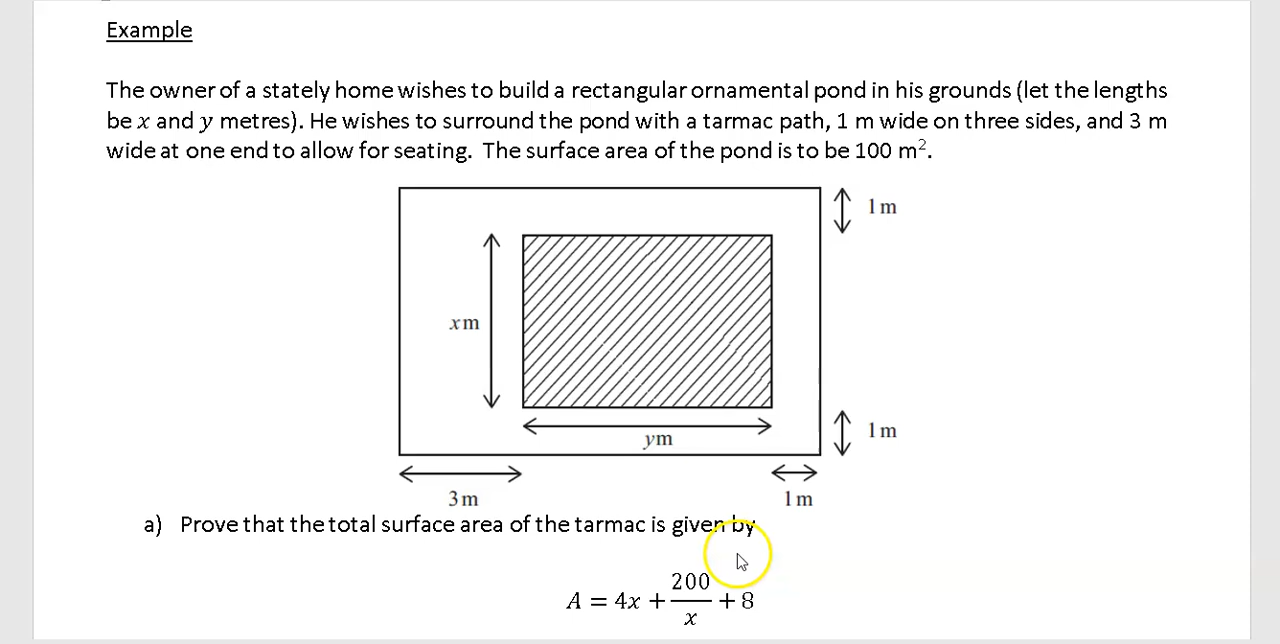 Example
The owner of a stately home wishes to build a rectangular ornamental pond in his grounds (let the lengths
be x and y metres). He wishes to surround the pond with a tarmac path, 1 m wide on three sides, and 3 m
wide at one end to allow for seating. The surface area of the pond is to be 100 m².
1 m
x m
1 m
y m
3 m
1 m
a) Prove that the total surface area of the tarmac is given by
A = 4x + 200/x + 8